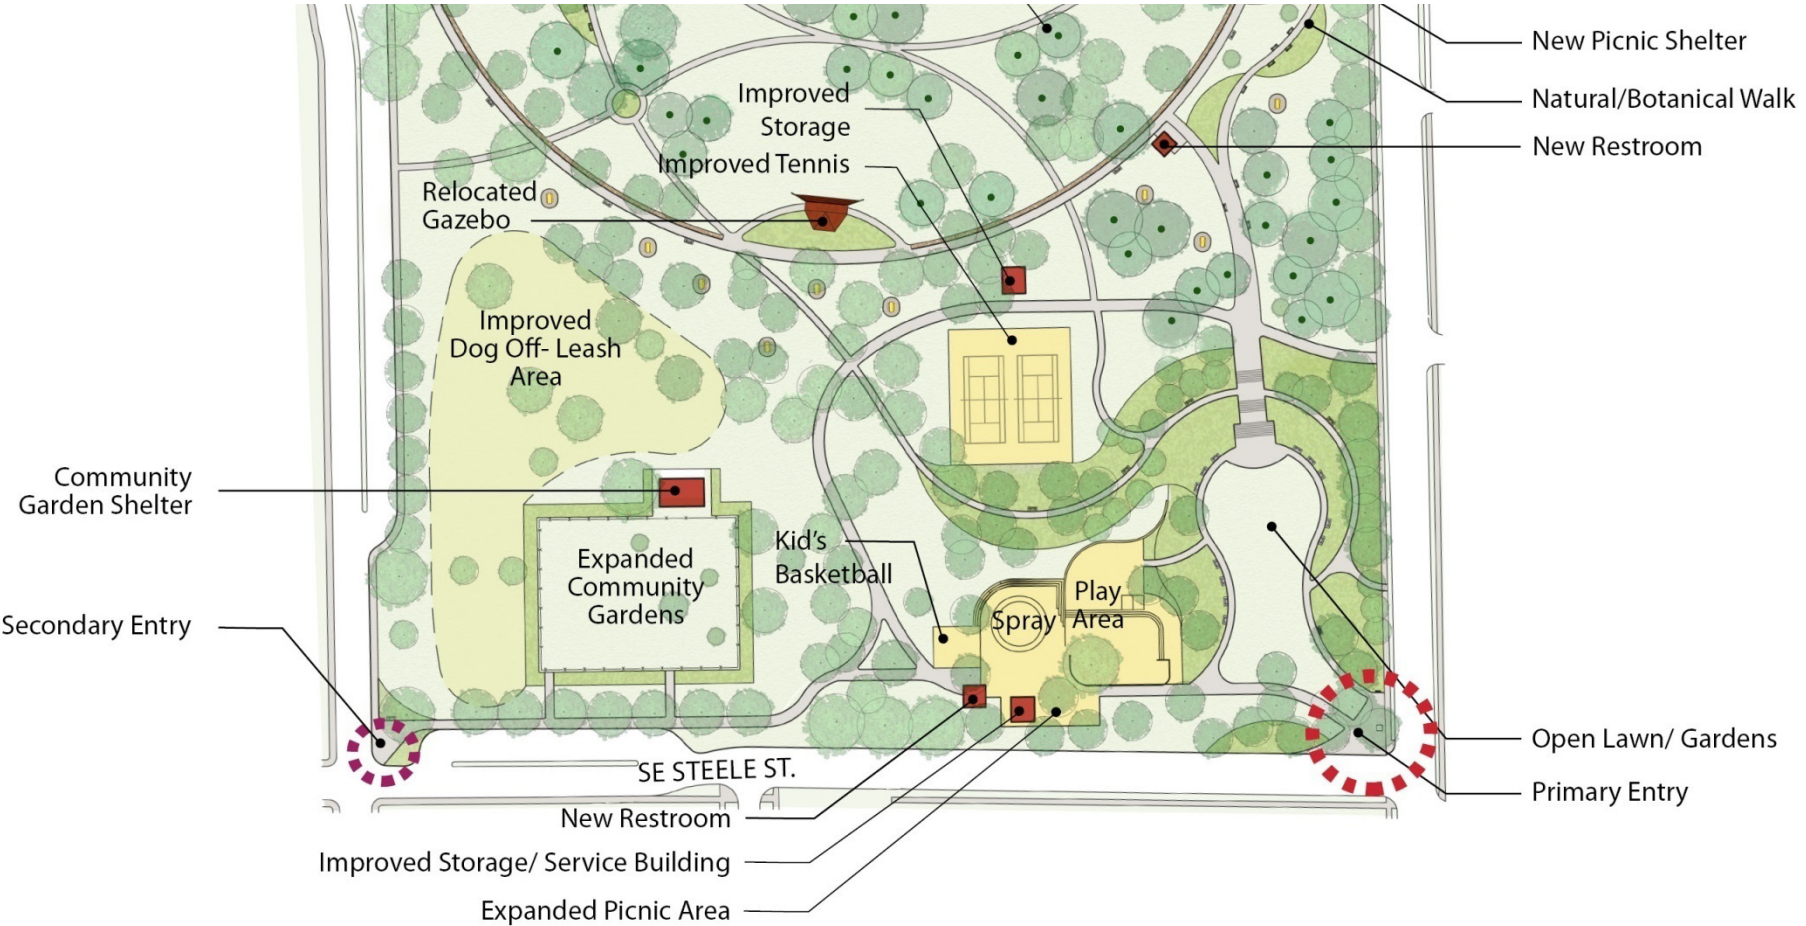 New Picnic Shelter
Natural/Botanical Walk
New Restroom
Improved
Storage
Improved Tennis
Relocated
Gazebo
Improved
Dog Off- Leash
Area
Community
Garden Shelter
Expanded
Community
Gardens
Kid's
Basketball
Play
Spray Area
Secondary Entry
Open Lawn/ Gardens
Primary Entry
SE STEELE ST.
New Restroom
Improved Storage/ Service Building
Expanded Picnic Area